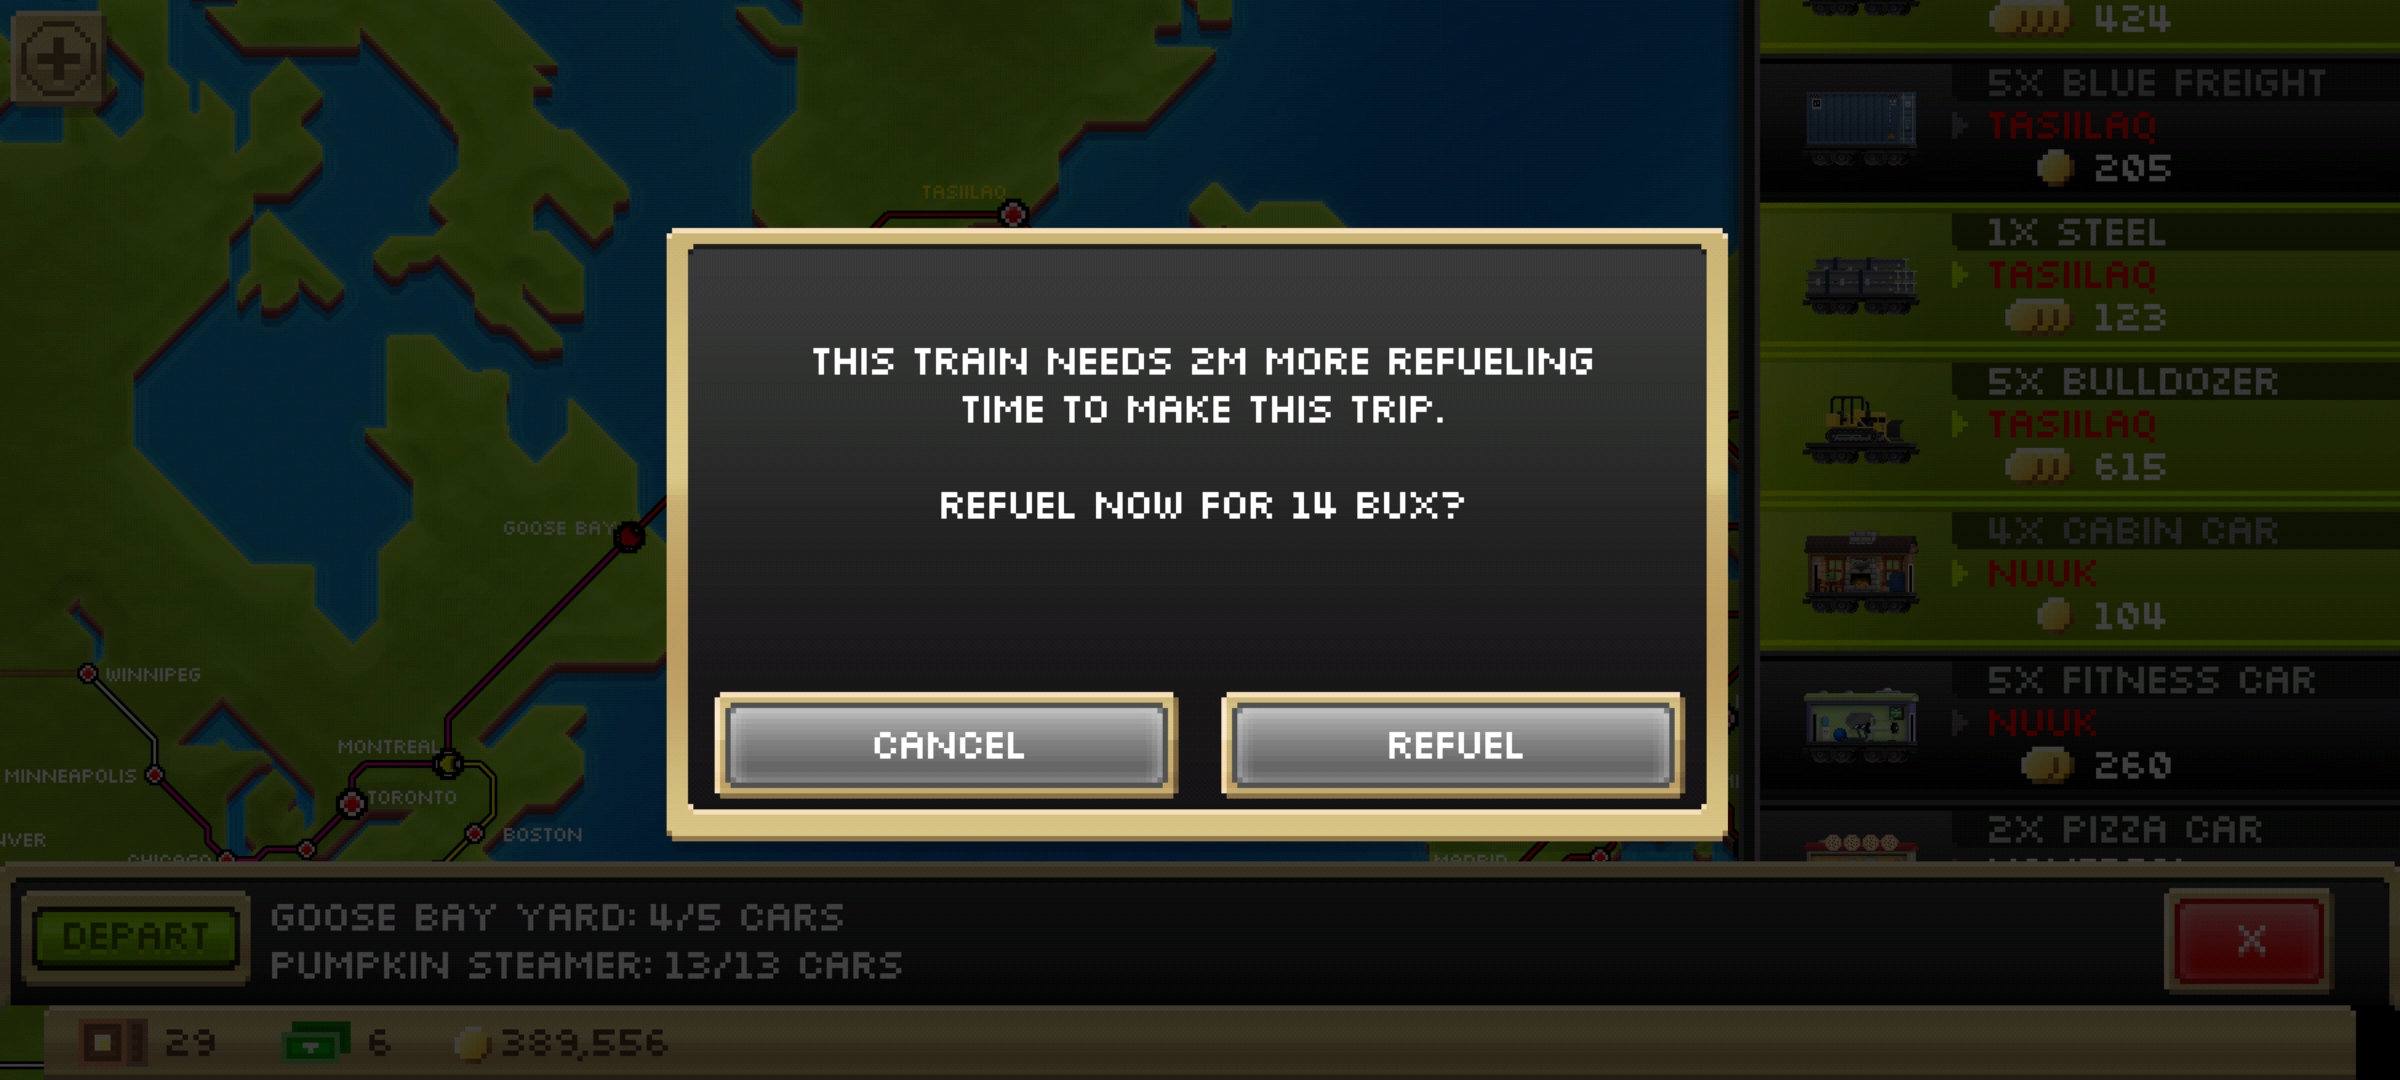 424
5X BLUE FREIGHT
TASIILAQ
205
1X STEEL
TASIILAQ
123
5X BULLDOZER
TASIILAQ
615
4X CABIN CAR
NUUK
104
5X FITNESS CAR
NUUK
260
2X PIZZA CAR
TASIILAQ
THIS TRAIN NEEDS 2M MORE REFUELING
TIME TO MAKE THIS TRIP.
REFUEL NOW FOR 14 BUX?
CANCEL
REFUEL
GOOSE BAY
WINNIPEG
MONTREAL
MINNEAPOLIS
TORONTO
BOSTON
CHICAGO
MADRID
DEPART
GOOSE BAY YARD: 4/5 CARS
PUMPKIN STEAMER: 13/13 CARS
X
29
6
389,556